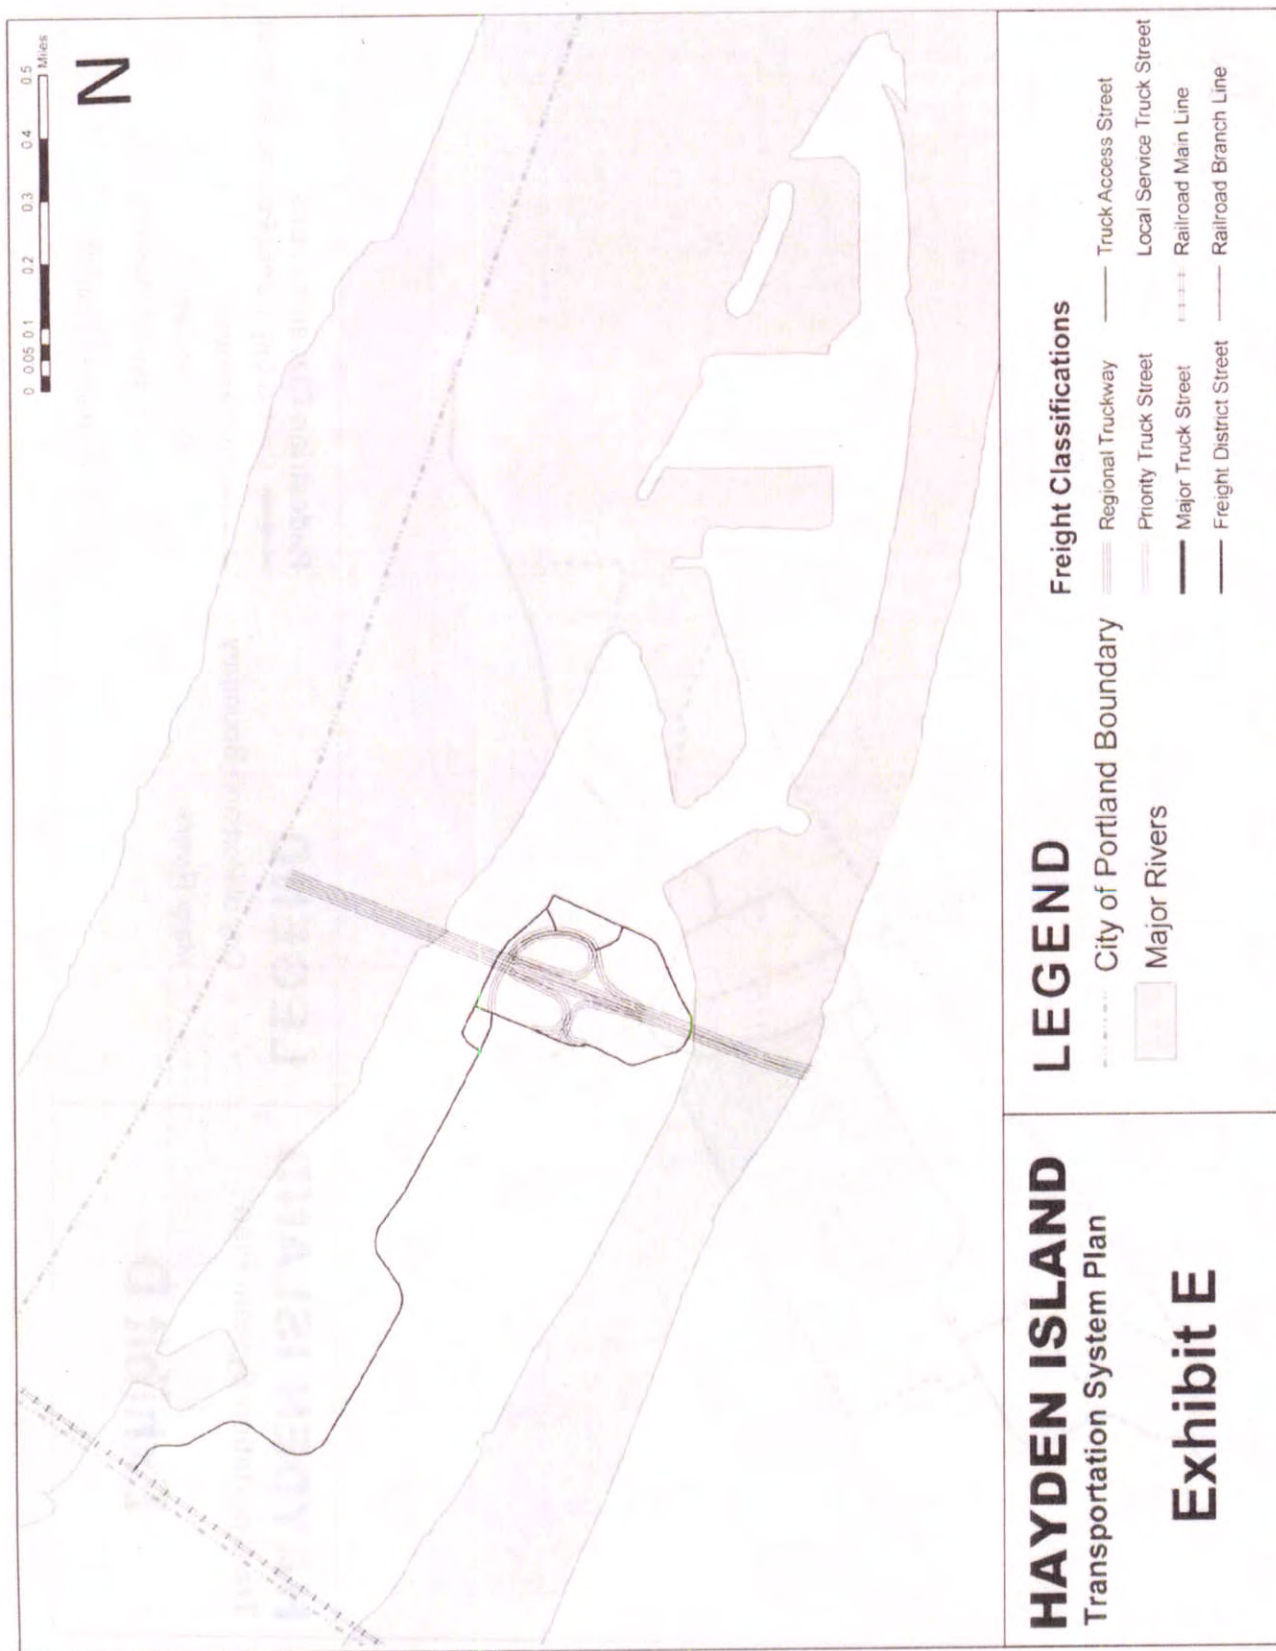 0 0.05 0.1 0.2 0.3 0.4 0.5
Miles
N
HAYDEN ISLAND
Transportation System Plan
Exhibit E
LEGEND
City of Portland Boundary
Major Rivers
Freight Classifications
Regional Truckway
Priority Truck Street
Major Truck Street
Freight District Street
Truck Access Street
Local Service Truck Street
Railroad Main Line
Railroad Branch Line